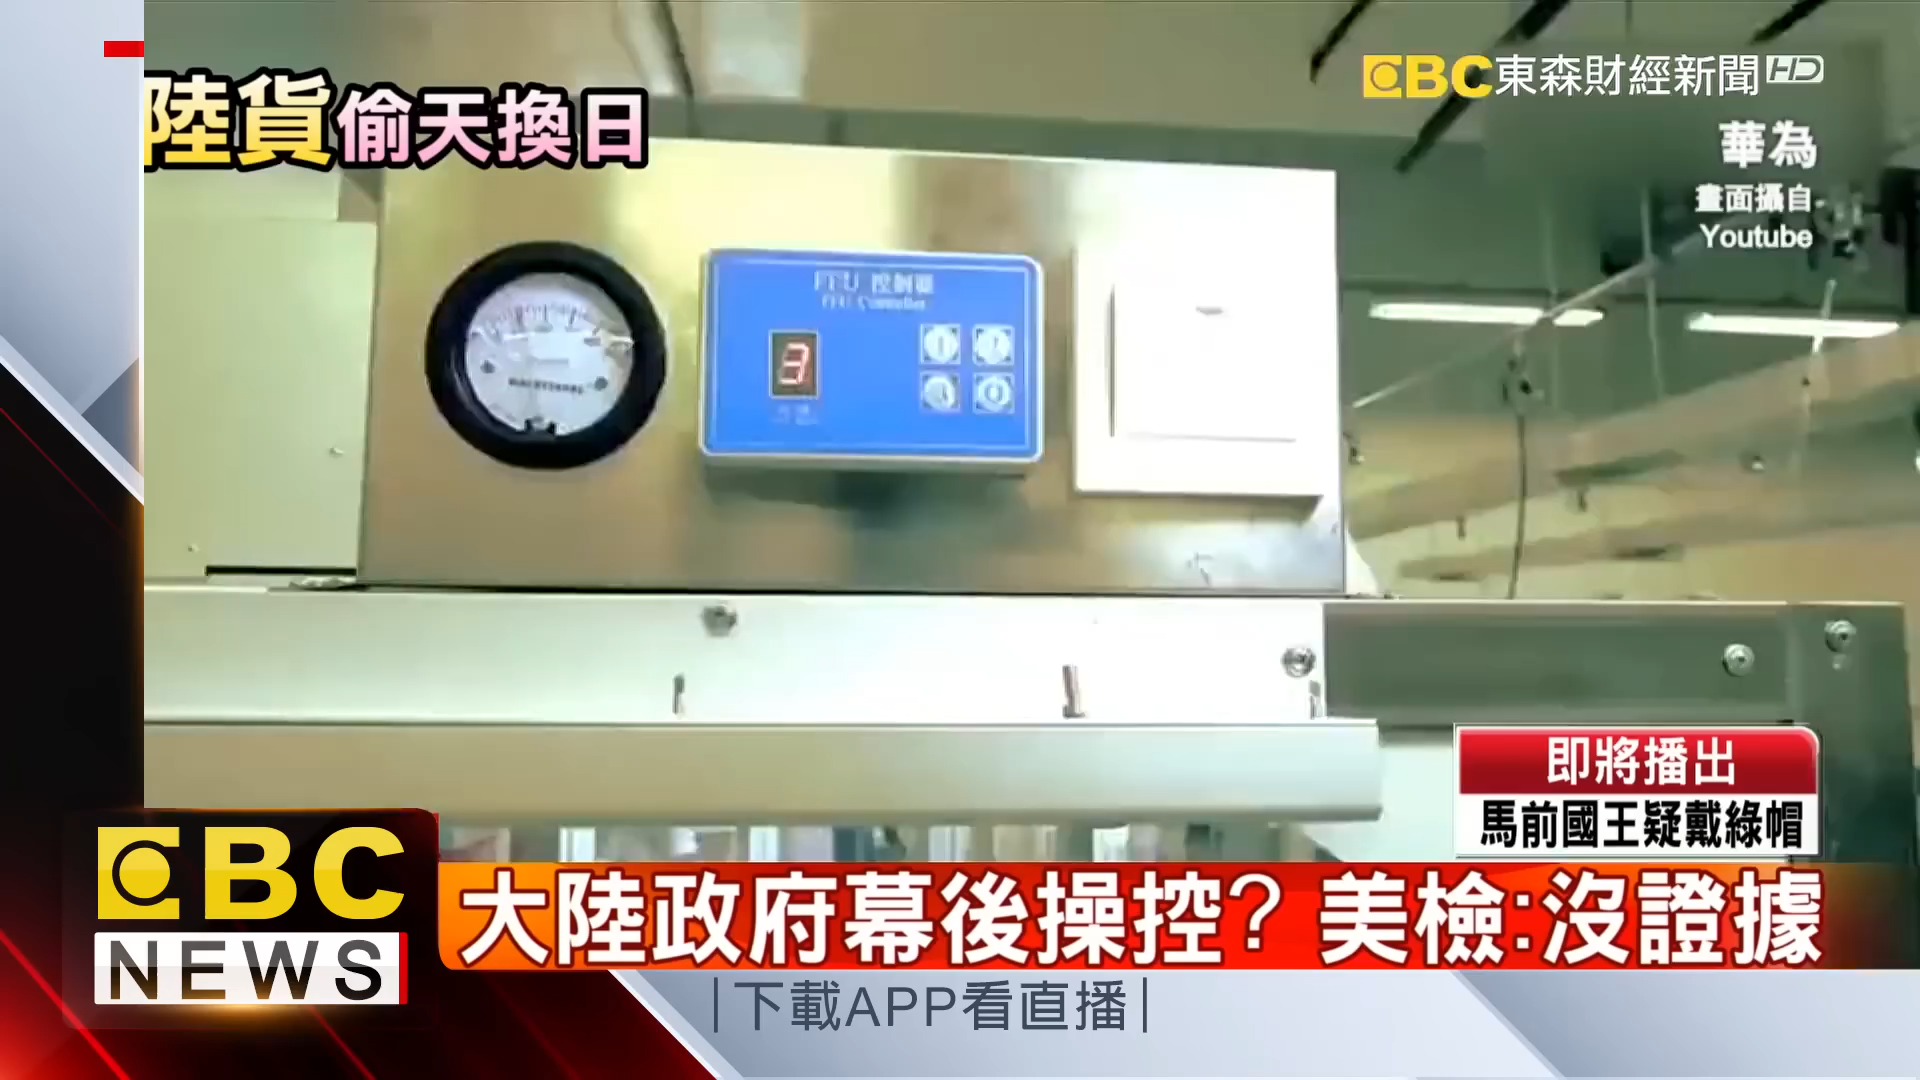 陸貨偷天換日
EBC東森財經新聞HD
華為
畫面攝自
Youtube
FFU 控制器
FFU Controller
3
即將播出
馬前國王疑戴綠帽
EBC
NEWS
大陸政府幕後操控? 美檢:沒證據
|下載APP看直播|